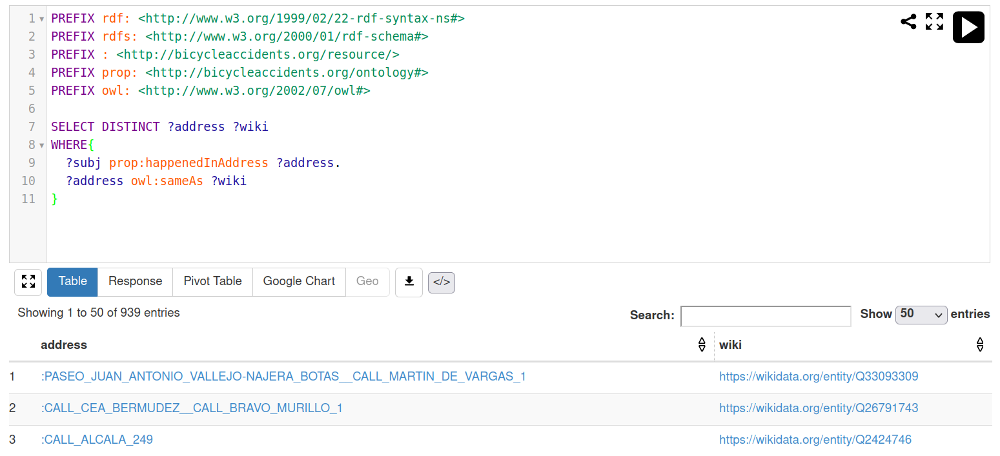 1 PREFIX rdf: <http://www.w3.org/1999/02/22-rdf-syntax-ns#>
2 PREFIX rdfs: <http://www.w3.org/2000/01/rdf-schema#>
3 PREFIX : <http://bicycleaccidents.org/resource/>
4 PREFIX prop: <http://bicycleaccidents.org/ontology#>
5 PREFIX owl: <http://www.w3.org/2002/07/owl#>
6
7 SELECT DISTINCT ?address ?wiki
8 WHERE{
9 ?subj prop:happenedInAddress ?address.
10 ?address owl:sameAs ?wiki
11 }
Table Response Pivot Table Google Chart Geo </>
Showing 1 to 50 of 939 entries Search: Show 50 entries
address wiki
1 :PASEO_JUAN_ANTONIO_VALLEJO-NAJERA_BOTAS__CALL_MARTIN_DE_VARGAS_1 https://wikidata.org/entity/Q33093309
2 :CALL_CEA_BERMUDEZ__CALL_BRAVO_MURILLO_1 https://wikidata.org/entity/Q26791743
3 :CALL_ALCALA_249 https://wikidata.org/entity/Q2424746